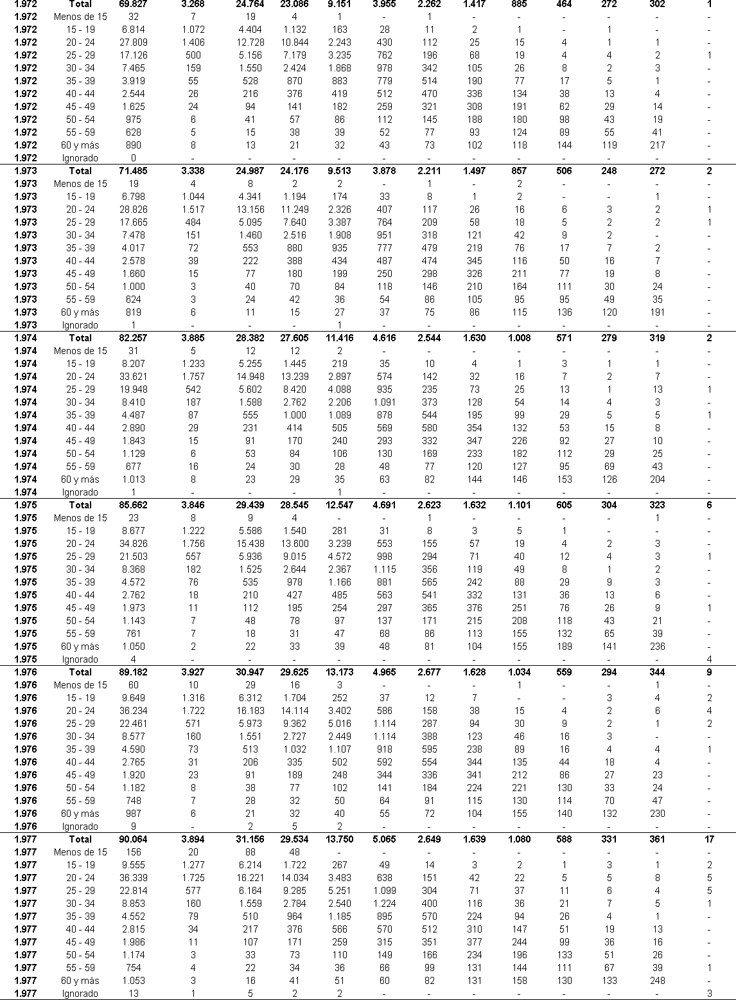 1.972 Total 69.827 3.268 24.764 23.086 9.151 3.955 2.262 1.417 885 464 272 302 1
1.972 Menos de 15 32 7 19 4 1 - 1 - - - - - -
1.972 15 - 19 6.814 1.072 4.404 1.132 163 28 11 2 1 - 1 - -
1.972 20 - 24 27.809 1.406 12.728 10.844 2.243 430 112 25 15 4 1 1 -
1.972 25 - 29 17.126 500 5.156 7.179 3.235 762 196 68 19 4 4 2 1
1.972 30 - 34 7.465 159 1.550 2.424 1.868 978 342 105 26 8 2 3 -
1.972 35 - 39 3.919 55 528 870 883 779 514 190 77 17 5 1 -
1.972 40 - 44 2.544 26 216 376 419 512 470 336 134 38 13 4 -
1.972 45 - 49 1.625 24 94 141 182 259 321 308 191 62 29 14 -
1.972 50 - 54 975 6 41 57 86 112 145 188 180 98 43 19 -
1.972 55 - 59 628 5 15 38 39 52 77 93 124 89 55 41 -
1.972 60 y más 890 8 13 21 32 43 73 102 118 144 119 217 -
1.972 Ignorado 0 - - - - - - - - - - - -
1.973 Total 71.485 3.338 24.987 24.176 9.513 3.878 2.211 1.497 857 506 248 272 2
1.973 Menos de 15 19 4 8 2 2 - 1 - 2 - - - -
1.973 15 - 19 6.798 1.044 4.341 1.194 174 33 8 1 2 - - 1 -
1.973 20 - 24 28.826 1.517 13.156 11.249 2.326 407 117 26 16 6 3 2 1
1.973 25 - 29 17.665 484 5.095 7.640 3.387 764 209 58 18 5 2 2 1
1.973 30 - 34 7.478 151 1.460 2.516 1.908 951 318 121 42 9 2 - -
1.973 35 - 39 4.017 72 553 880 935 777 479 219 76 17 7 2 -
1.973 40 - 44 2.578 39 222 388 434 487 474 345 116 50 16 7 -
1.973 45 - 49 1.660 15 77 180 199 250 298 326 211 77 19 8 -
1.973 50 - 54 1.000 3 40 70 84 118 146 210 164 111 30 24 -
1.973 55 - 59 624 3 24 42 36 54 86 105 95 95 49 35 -
1.973 60 y más 819 6 11 15 27 37 75 86 115 136 120 191 -
1.973 Ignorado 1 - - - 1 - - - - - - - -
1.974 Total 82.257 3.885 28.382 27.605 11.416 4.616 2.544 1.630 1.008 571 279 319 2
1.974 Menos de 15 31 5 12 12 2 - - - - - - - -
1.974 15 - 19 8.207 1.233 5.255 1.445 219 35 10 4 1 3 1 1 -
1.974 20 - 24 33.621 1.757 14.948 13.239 2.897 574 142 32 16 7 2 7 -
1.974 25 - 29 19.948 542 5.602 8.420 4.088 935 235 73 25 13 1 13 1
1.974 30 - 34 8.410 187 1.588 2.762 2.206 1.091 373 128 54 14 4 3 -
1.974 35 - 39 4.487 87 555 1.000 1.089 878 544 195 99 29 5 5 1
1.974 40 - 44 2.890 29 231 414 505 569 580 354 132 53 15 8 -
1.974 45 - 49 1.843 15 91 170 240 293 332 347 226 92 27 10 -
1.974 50 - 54 1.129 6 53 84 106 130 169 233 182 112 29 25 -
1.974 55 - 59 677 16 24 30 28 48 77 120 127 95 69 43 -
1.974 60 y más 1.013 8 23 29 35 63 82 144 146 153 126 204 -
1.974 Ignorado 1 - - - 1 - - - - - - - -
1.975 Total 85.662 3.846 29.439 28.545 12.547 4.691 2.623 1.632 1.101 605 304 323 6
1.975 Menos de 15 23 8 9 4 - - 1 - - - - 1 -
1.975 15 - 19 8.677 1.222 5.586 1.540 281 31 8 3 5 1 - - -
1.975 20 - 24 34.826 1.756 15.438 13.600 3.239 553 155 57 19 4 2 3 -
1.975 25 - 29 21.503 557 5.936 9.015 4.572 998 294 71 40 12 4 3 1
1.975 30 - 34 8.368 182 1.525 2.644 2.367 1.115 356 119 49 8 1 2 -
1.975 35 - 39 4.572 76 535 978 1.166 881 565 242 88 29 9 3 -
1.975 40 - 44 2.762 18 210 427 485 563 541 332 131 36 13 6 -
1.975 45 - 49 1.973 11 112 195 254 297 365 376 251 76 26 9 1
1.975 50 - 54 1.143 7 48 78 97 137 171 215 208 118 43 21 -
1.975 55 - 59 761 7 18 31 47 68 86 113 155 132 65 39 -
1.975 60 y más 1.050 2 22 33 39 48 81 104 155 189 141 236 -
1.975 Ignorado 4 - - - - - - - - - - - 4
1.976 Total 89.182 3.927 30.947 29.625 13.173 4.965 2.677 1.628 1.034 559 294 344 9
1.976 Menos de 15 60 10 29 16 3 - - - 1 - - 1 -
1.976 15 - 19 9.649 1.316 6.312 1.704 252 37 12 7 - - 3 4 2
1.976 20 - 24 36.234 1.722 16.183 14.114 3.402 586 158 38 15 4 2 6 4
1.976 25 - 29 22.461 571 5.973 9.362 5.016 1.114 287 94 30 9 2 1 2
1.976 30 - 34 8.577 160 1.551 2.727 2.449 1.114 388 123 46 16 3 - -
1.976 35 - 39 4.590 73 513 1.032 1.107 918 595 238 89 16 4 4 1
1.976 40 - 44 2.765 31 206 335 502 592 554 344 135 44 18 4 -
1.976 45 - 49 1.920 23 91 189 248 344 336 341 212 86 27 23 -
1.976 50 - 54 1.182 8 38 77 102 141 184 224 221 130 33 24 -
1.976 55 - 59 748 7 28 32 50 64 91 115 130 114 70 47 -
1.976 60 y más 987 6 21 32 40 55 72 104 155 140 132 230 -
1.976 Ignorado 9 - 2 5 2 - - - - - - - -
1.977 Total 90.064 3.894 31.156 29.534 13.750 5.065 2.649 1.639 1.080 588 331 361 17
1.977 Menos de 15 156 20 88 48 - - - - - - - - -
1.977 15 - 19 9.555 1.277 6.214 1.722 267 49 14 3 2 1 3 1 2
1.977 20 - 24 36.339 1.725 16.221 14.034 3.483 638 151 42 22 5 5 8 5
1.977 25 - 29 22.814 577 6.164 9.285 5.251 1.099 304 71 37 11 6 4 5
1.977 30 - 34 8.853 160 1.559 2.784 2.540 1.224 400 116 36 21 7 5 1
1.977 35 - 39 4.552 79 510 964 1.185 895 570 224 94 26 4 1 -
1.977 40 - 44 2.815 34 217 376 566 570 512 310 147 51 19 13 -
1.977 45 - 49 1.986 11 107 171 259 315 351 377 244 99 36 16 -
1.977 50 - 54 1.174 3 33 73 110 149 166 234 196 133 51 26 -
1.977 55 - 59 754 4 22 34 36 66 99 131 144 111 67 39 1
1.977 60 y más 1.053 3 16 41 51 60 82 131 158 130 133 248 -
1.977 Ignorado 13 1 5 2 2 - - - - - - - 3